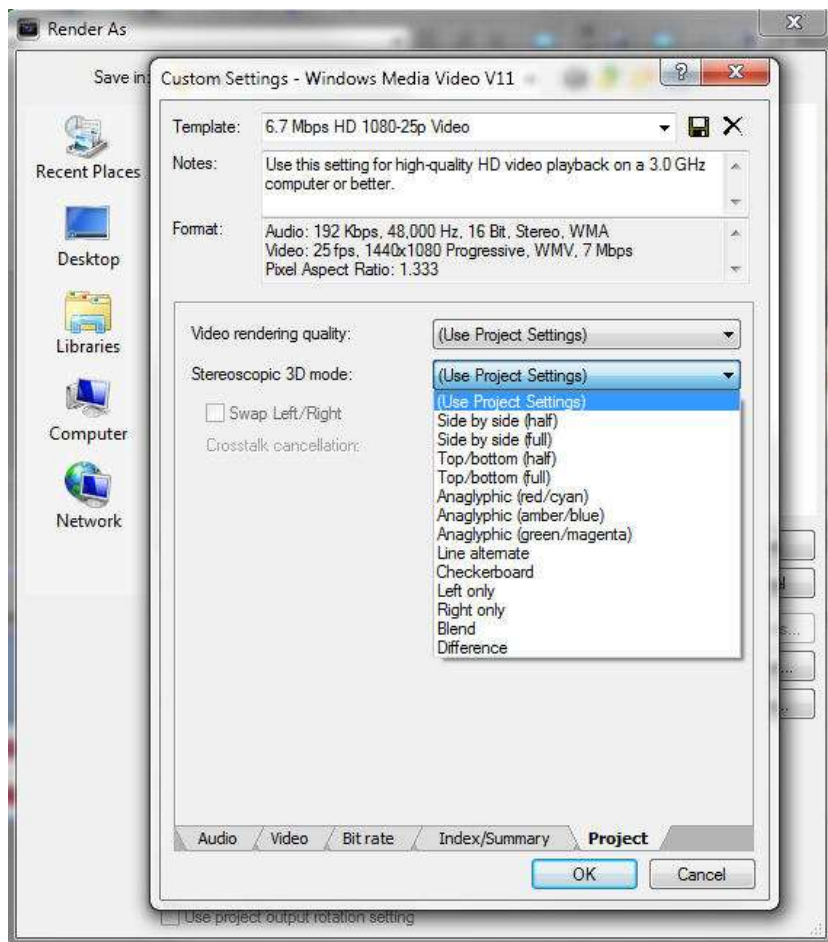 Render As
Save in:
Custom Settings - Windows Media Video V11
Template: 6.7 Mbps HD 1080-25p Video
Notes: Use this setting for high-quality HD video playback on a 3.0 GHz
computer or better.
Format: Audio: 192 Kbps, 48,000 Hz, 16 Bit, Stereo, WMA
Video: 25 fps, 1440x1080 Progressive, WMV, 7 Mbps
Pixel Aspect Ratio: 1.333
Recent Places
Desktop
Libraries
Computer
Network
Video rendering quality: (Use Project Settings)
Stereoscopic 3D mode: (Use Project Settings)
Swap Left/Right
Crosstalk cancellation:
(Use Project Settings)
Side by side (half)
Side by side (full)
Top/bottom (half)
Top/bottom (full)
Anaglyphic (red/cyan)
Anaglyphic (amber/blue)
Anaglyphic (green/magenta)
Line alternate
Checkerboard
Left only
Right only
Blend
Difference
Audio Video Bit rate Index/Summary Project
OK Cancel
Use project output rotation setting